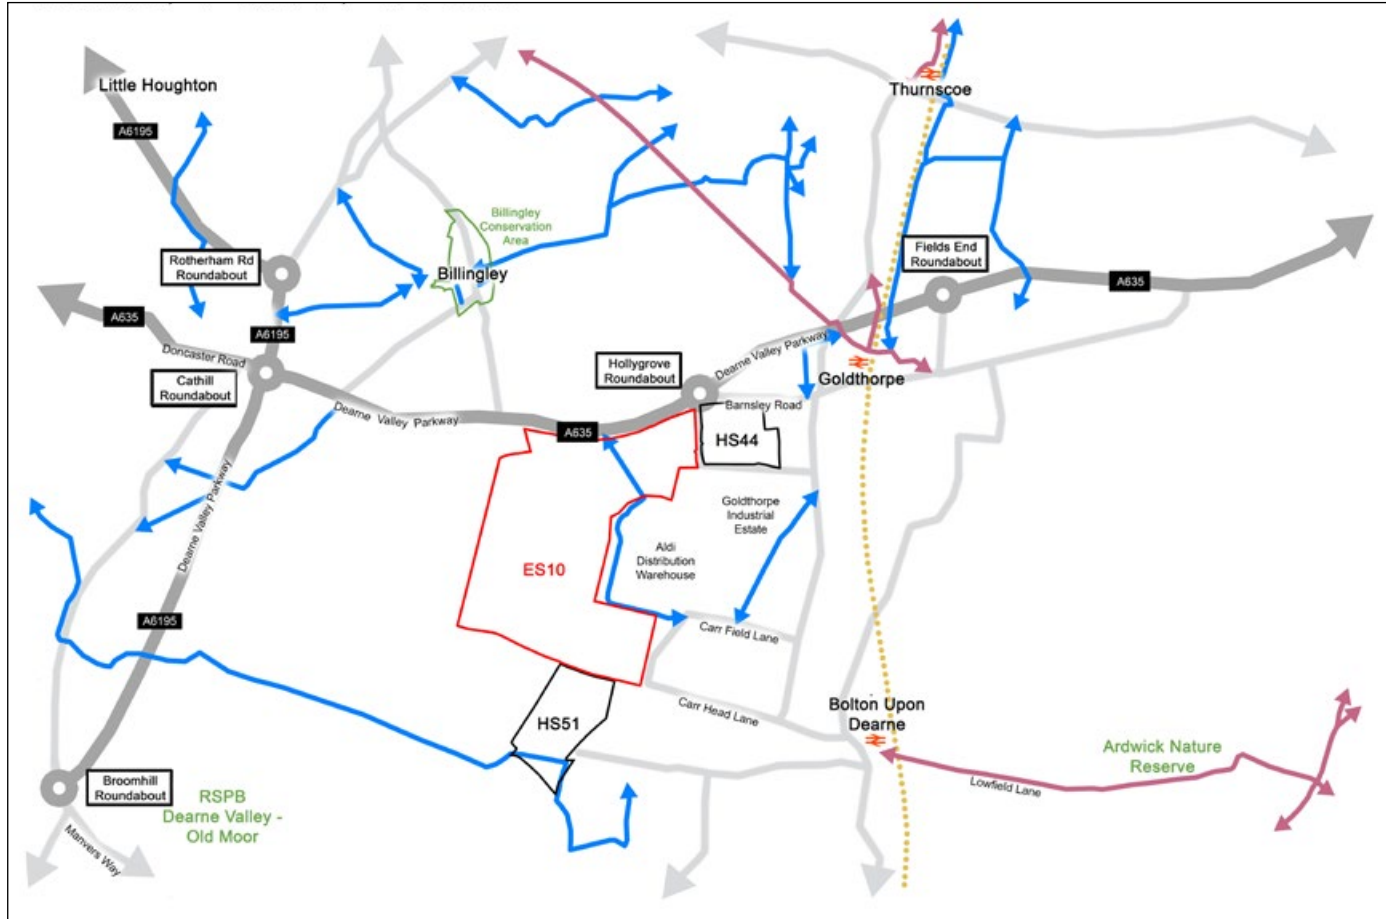 Little Houghton
A6195
Thurnscoe
Billingley
Conservation
Area
Billingley
Rotherham Rd
Roundabout
Fields End
Roundabout
A635
A635
A6195
Doncaster Road
Cathill
Roundabout
Dearne Valley Parkway
Hollygrove
Roundabout
Goldthorpe
Dearne Valley Parkway
A635
Barnsley Road
HS44
Dearne Valley Parkway
Goldthorpe
Industrial
Estate
Aldi
Distribution
Warehouse
ES10
A6195
Carr Field Lane
HS51
Carr Head Lane
Bolton Upon
Dearne
Ardwick Nature
Reserve
Lowfield Lane
Broomhill
Roundabout
RSPB
Dearne Valley -
Old Moor
Manvers Way